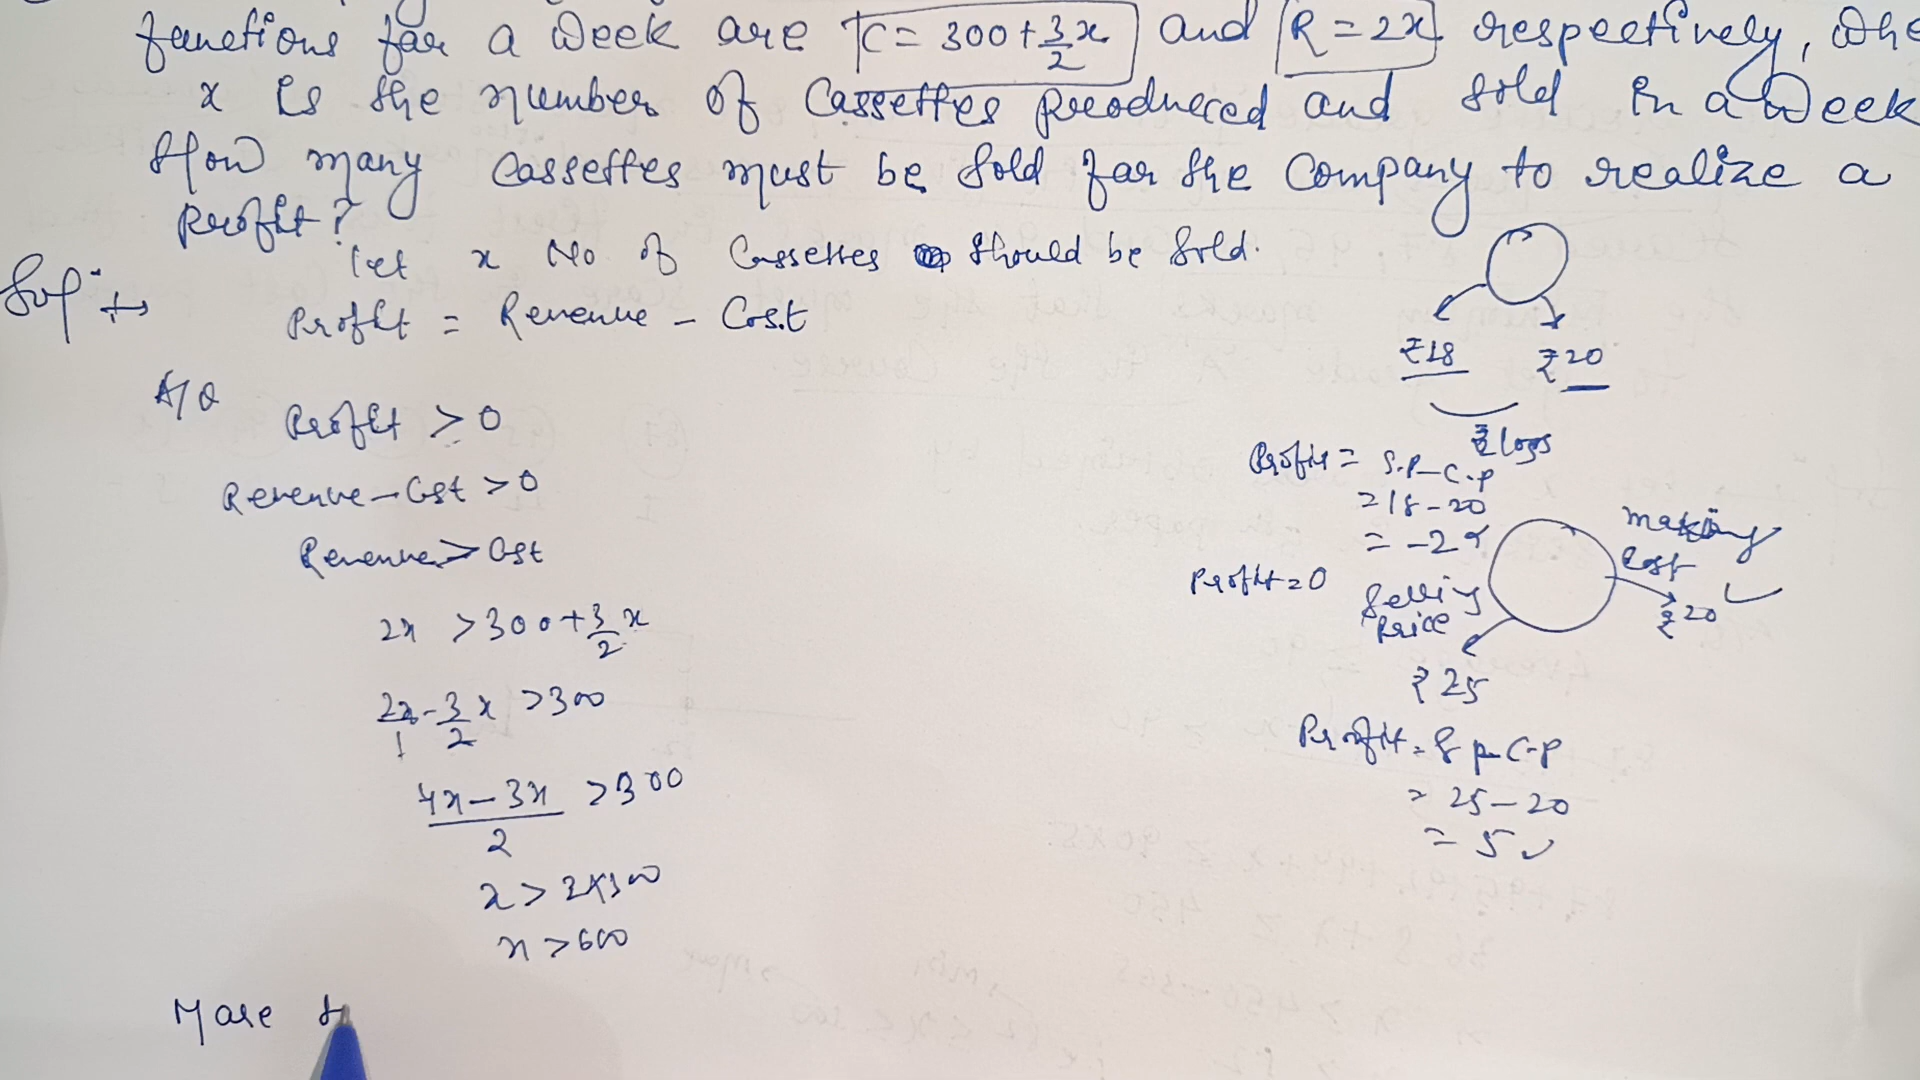 functions for a week are C = 300 + 3/2 x and R = 2x respectively, whe
x is the number of Cassettes produced and sold in a week
How many cassettes must be sold for the Company to realize a
profit?
Let x No of Cassettes should be sold.
Solⁿ
Profit = Revenue - Cost
A/Q
Profit > 0
Revenue - Cost > 0
Revenue > Cost
2x > 300 + 3/2 x
2x/1 - 3/2 x > 300
(4x - 3x)/2 > 300
x > 2×300
x > 600
More
₹18 ₹20
₹2 loss
Profit = S.P - C.P
= 18 - 20
= -2
Profit = 0
making
Cost
₹20
Selling
Price
₹25
Profit = S P - C.P
= 25 - 20
= 5